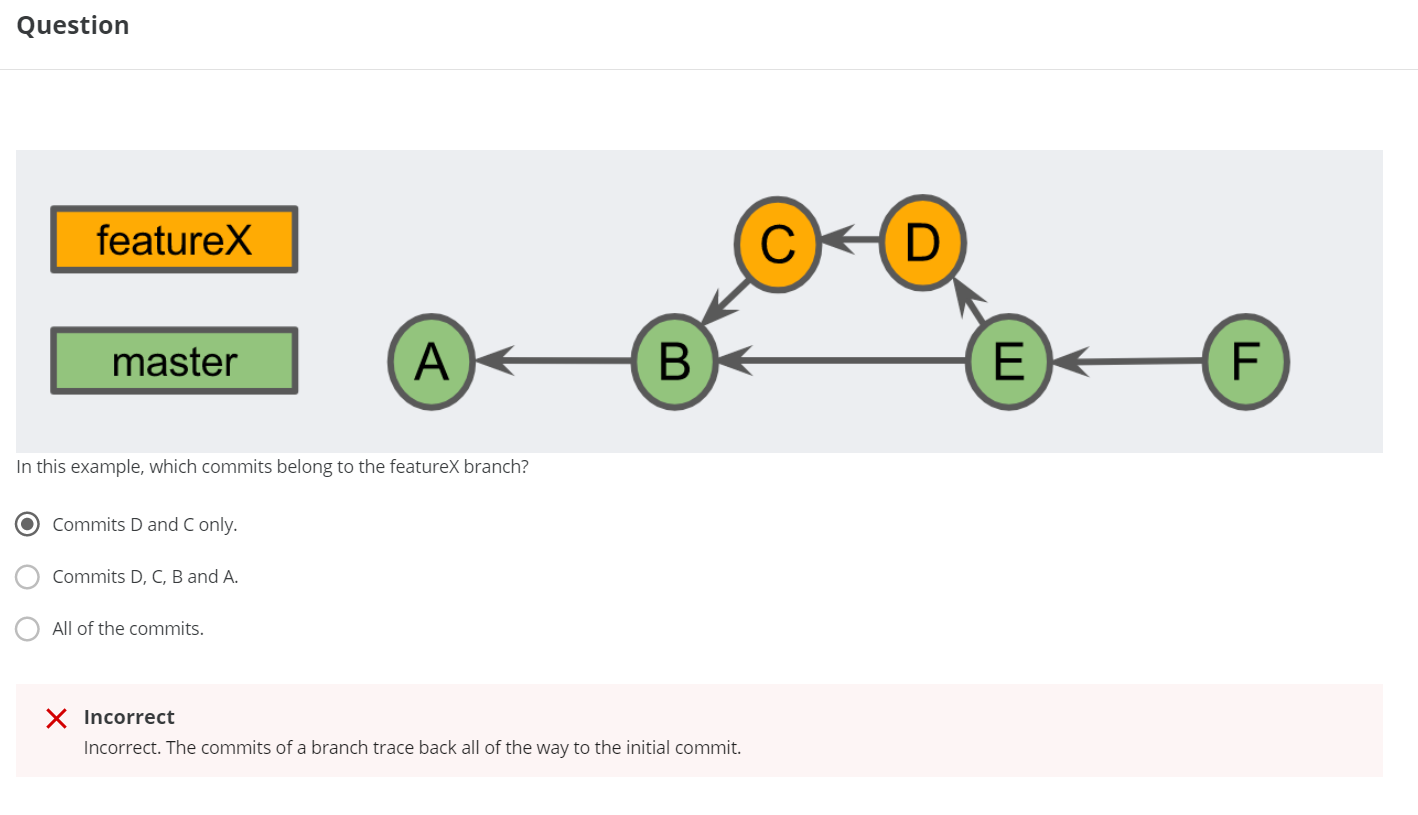 Question
featureX
C
D
master
A
B
E
F
In this example, which commits belong to the featureX branch?
Commits D and C only.
Commits D, C, B and A.
All of the commits.
Incorrect
Incorrect. The commits of a branch trace back all of the way to the initial commit.